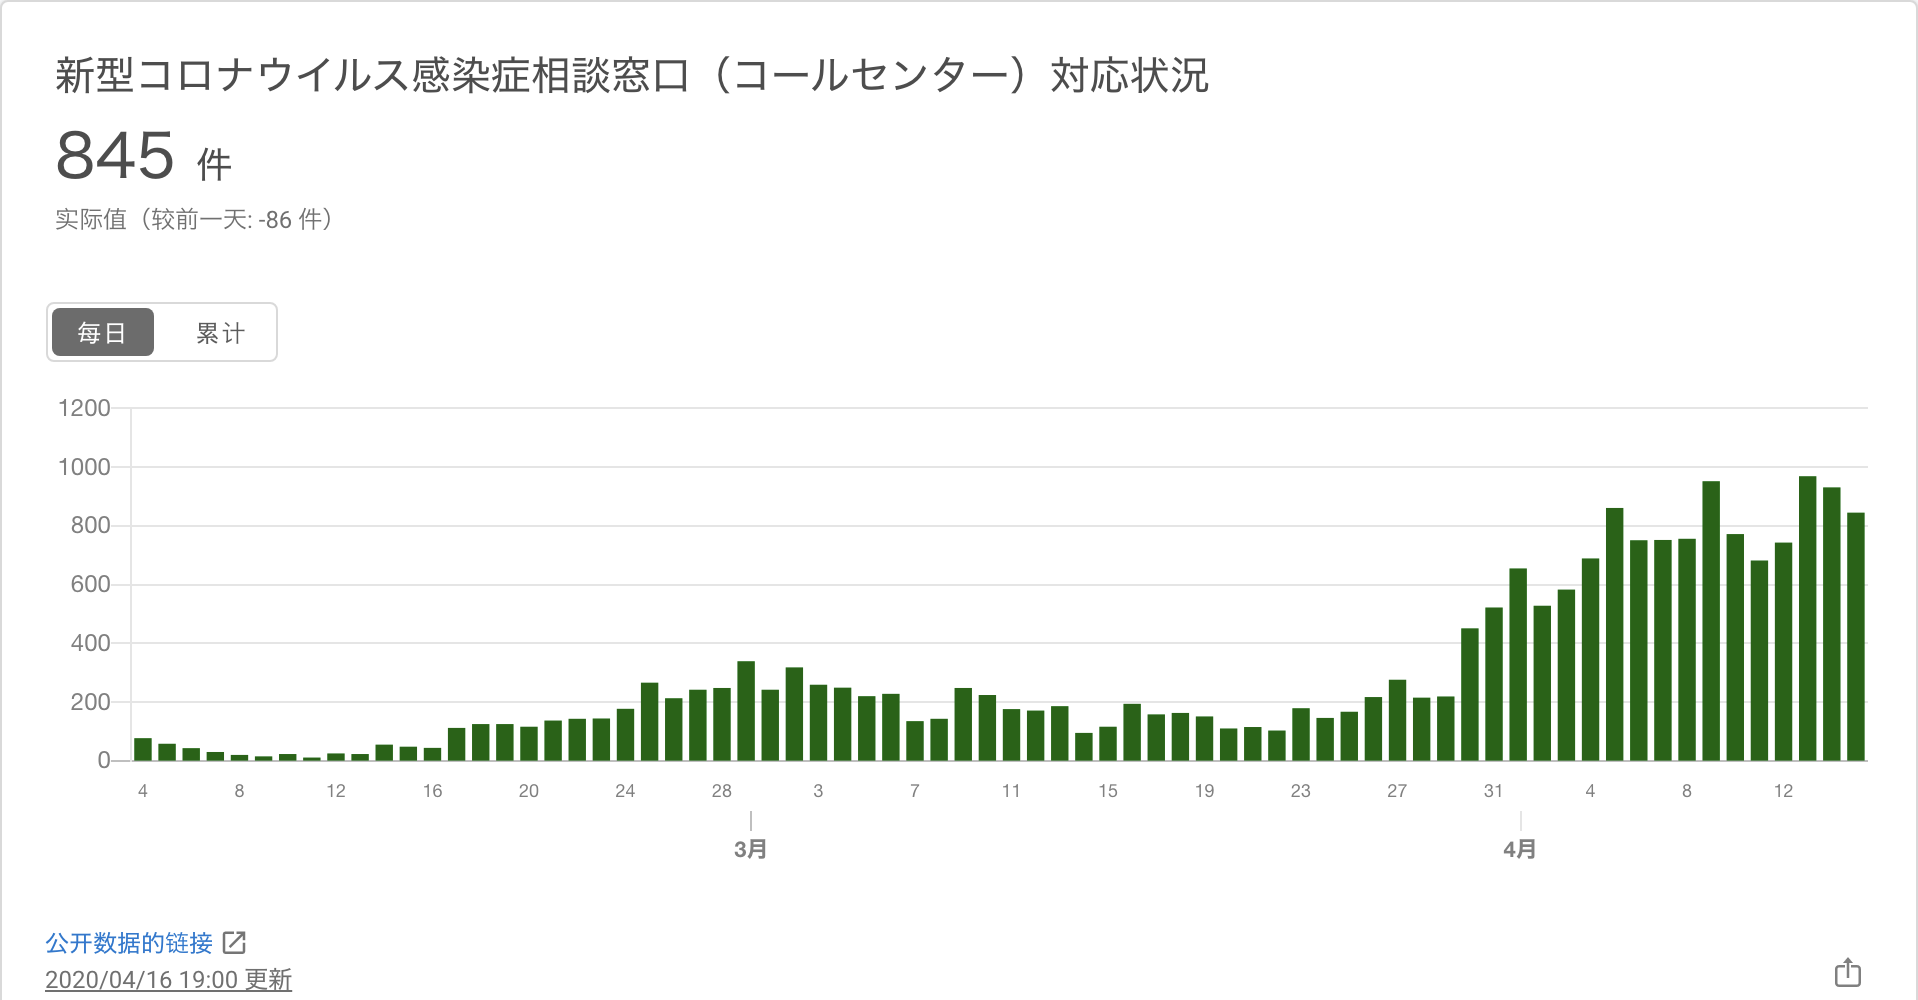 新型コロナウイルス感染症相談窓口（コールセンター）対応状況
845 件
实际值（较前一天: -86 件）
每日 累计
1200
1000
800
600
400
200
0
4 8 12 16 20 24 28 3 7 11 15 19 23 27 31 4 8 12
3月 4月
公开数据的链接
2020/04/16 19:00 更新